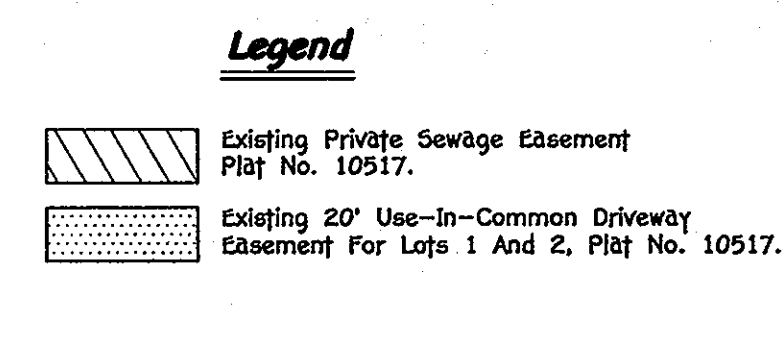 Legend
Existing Private Sewage Easement
Plat No. 10517.
Existing 20' Use-In-Common Driveway
Easement For Lots 1 And 2, Plat No. 10517.